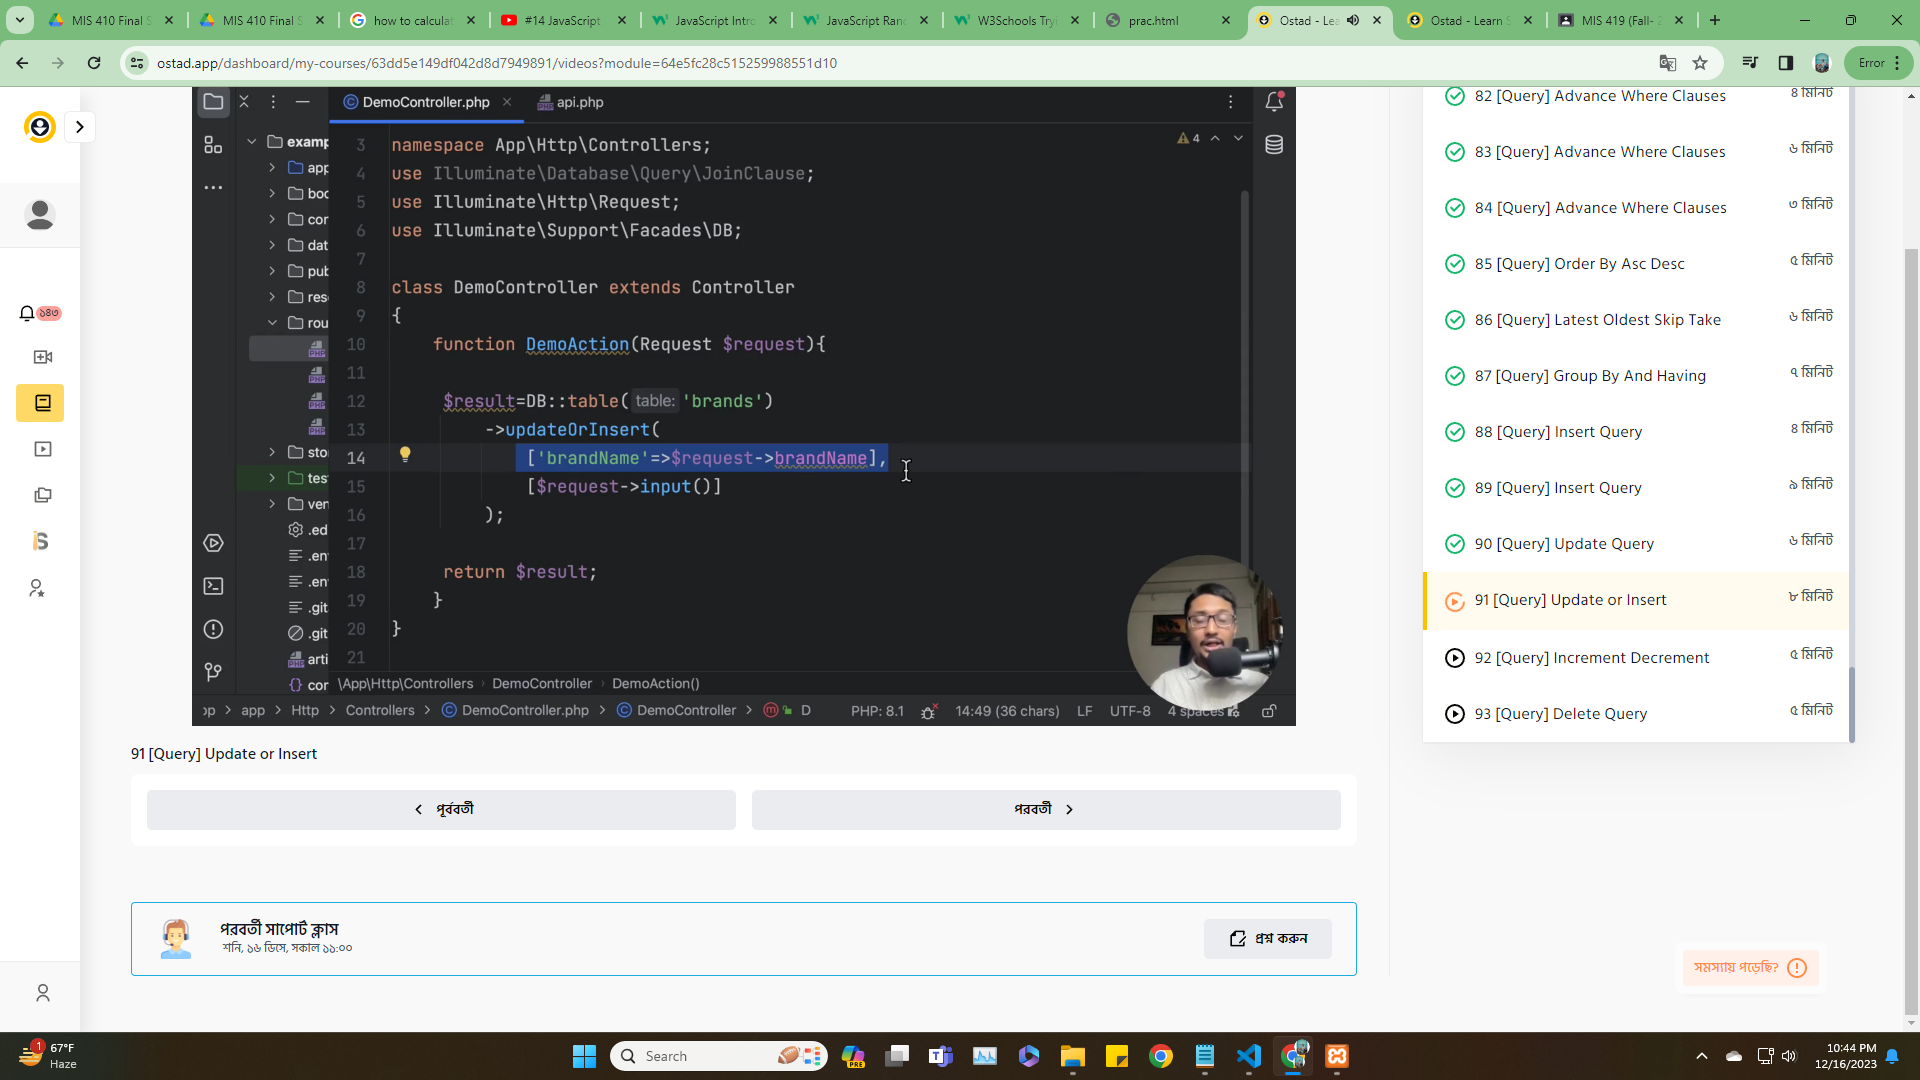 MIS 410 Final S
MIS 410 Final S
how to calculat
#14 JavaScript
JavaScript Intro
JavaScript Ran
W3Schools Tryi
prac.html
Ostad - Lea
Ostad - Learn S
MIS 419 (Fall- 2
ostad.app/dashboard/my-courses/63dd5e149df042d8d7949891/videos?module=64e5fc28c515259988551d10
Error
১৪৩
DemoController.php
api.php
examp
app
boo
cor
dat
pub
res
rou
sto
tes
ven
.ed
.en
.en
.git
.git
arti
cor
4
3 namespace App\Http\Controllers;
4 use Illuminate\Database\Query\JoinClause;
5 use Illuminate\Http\Request;
6 use Illuminate\Support\Facades\DB;
7
8 class DemoController extends Controller
9 {
10 function DemoAction(Request $request){
11
12 $result=DB::table( table: 'brands')
13 ->updateOrInsert(
14 ['brandName'=>$request->brandName],
15 [$request->input()]
16 );
17
18 return $result;
19 }
20 }
21
\App\Http\Controllers > DemoController > DemoAction()
pp > app > Http > Controllers > DemoController.php > DemoController > m D
PHP: 8.1 14:49 (36 chars) LF UTF-8 4 spaces
82 [Query] Advance Where Clauses ৪ মিনিট
83 [Query] Advance Where Clauses ৬ মিনিট
84 [Query] Advance Where Clauses ৩ মিনিট
85 [Query] Order By Asc Desc ৫ মিনিট
86 [Query] Latest Oldest Skip Take ৬ মিনিট
87 [Query] Group By And Having ৭ মিনিট
88 [Query] Insert Query ৪ মিনিট
89 [Query] Insert Query ৯ মিনিট
90 [Query] Update Query ৬ মিনিট
91 [Query] Update or Insert ৮ মিনিট
92 [Query] Increment Decrement ৫ মিনিট
93 [Query] Delete Query ৫ মিনিট
91 [Query] Update or Insert
পূর্ববর্তী
পরবর্তী
পরবর্তী সাপোর্ট ক্লাস
শনি, ১৬ ডিসে, সকাল ১১:০০
প্রশ্ন করুন
সমস্যায় পড়েছি?
1
67°F
Haze
Search
PRE
10:44 PM
12/16/2023